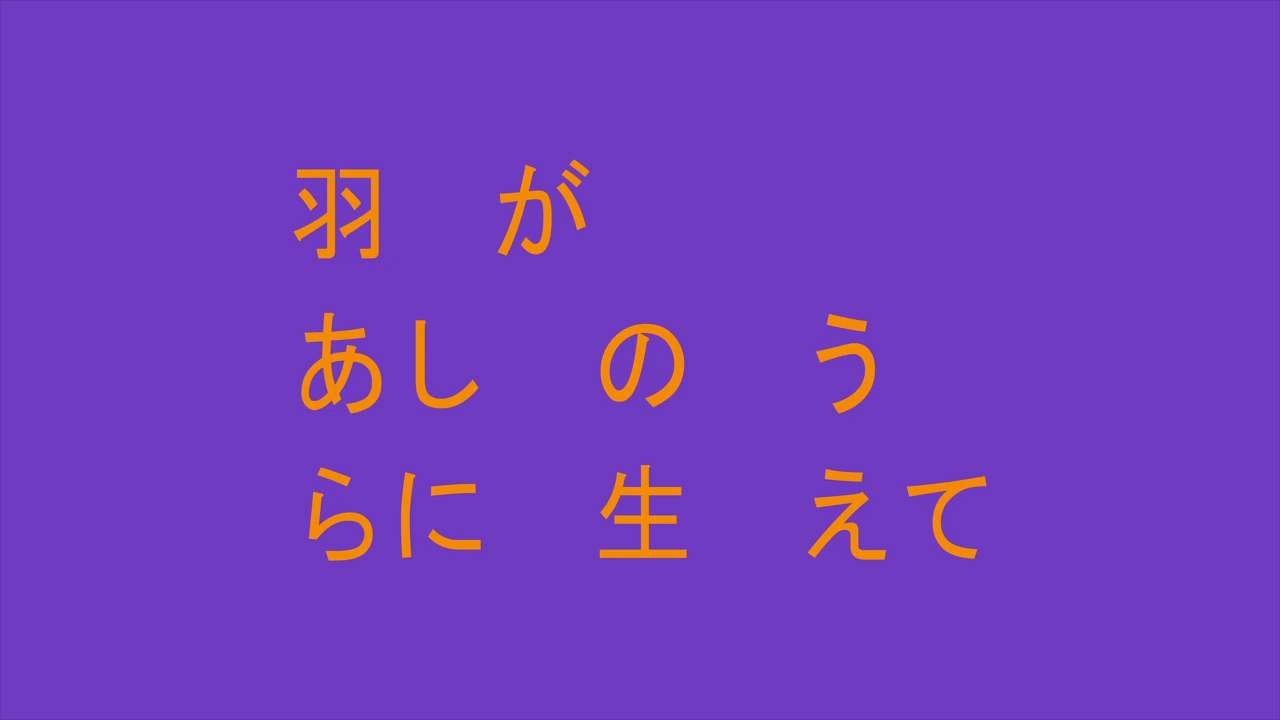 羽　が
あし　の　う
らに　生　えて